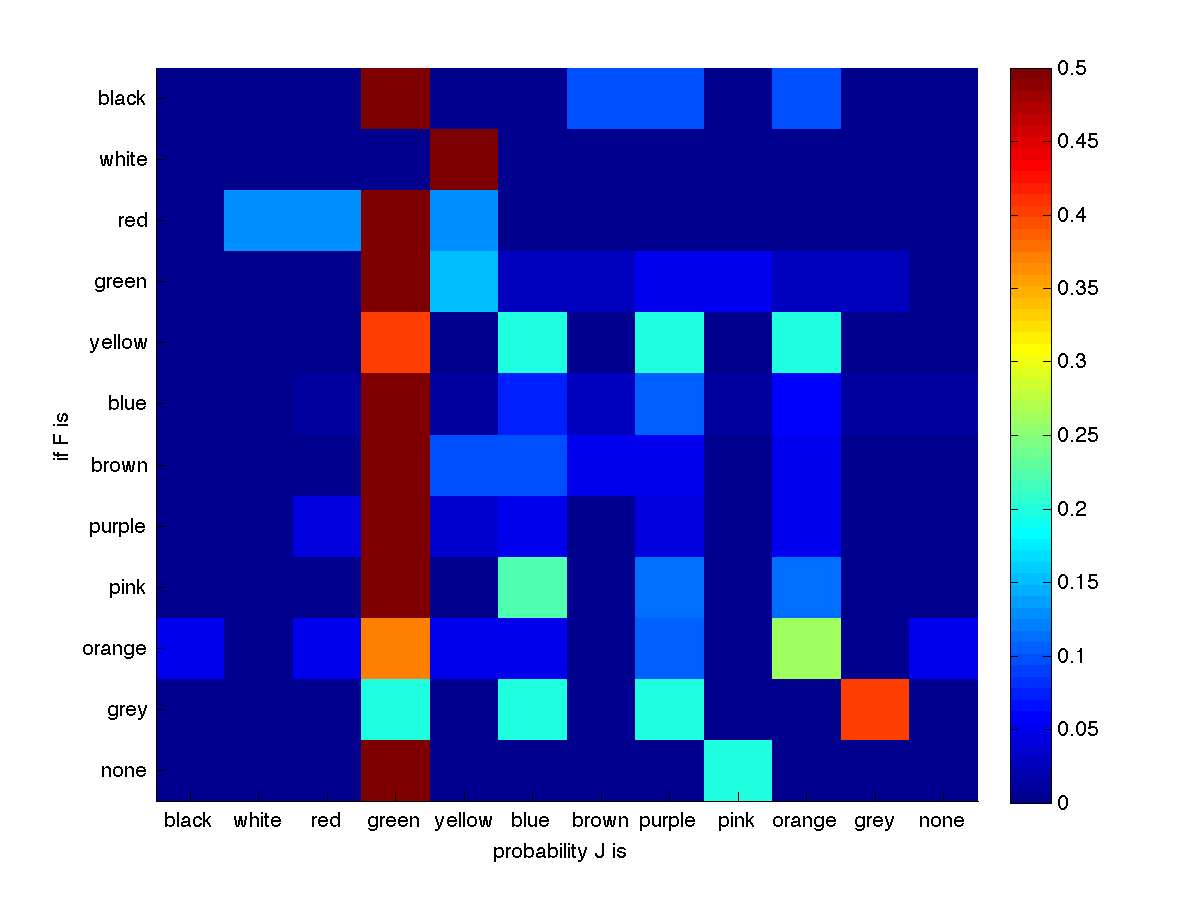 black
white
red
green
yellow
blue
brown
purple
pink
orange
grey
none
if F is
black white red green yellow blue brown purple pink orange grey none
probability J is
0.5
0.45
0.4
0.35
0.3
0.25
0.2
0.15
0.1
0.05
0